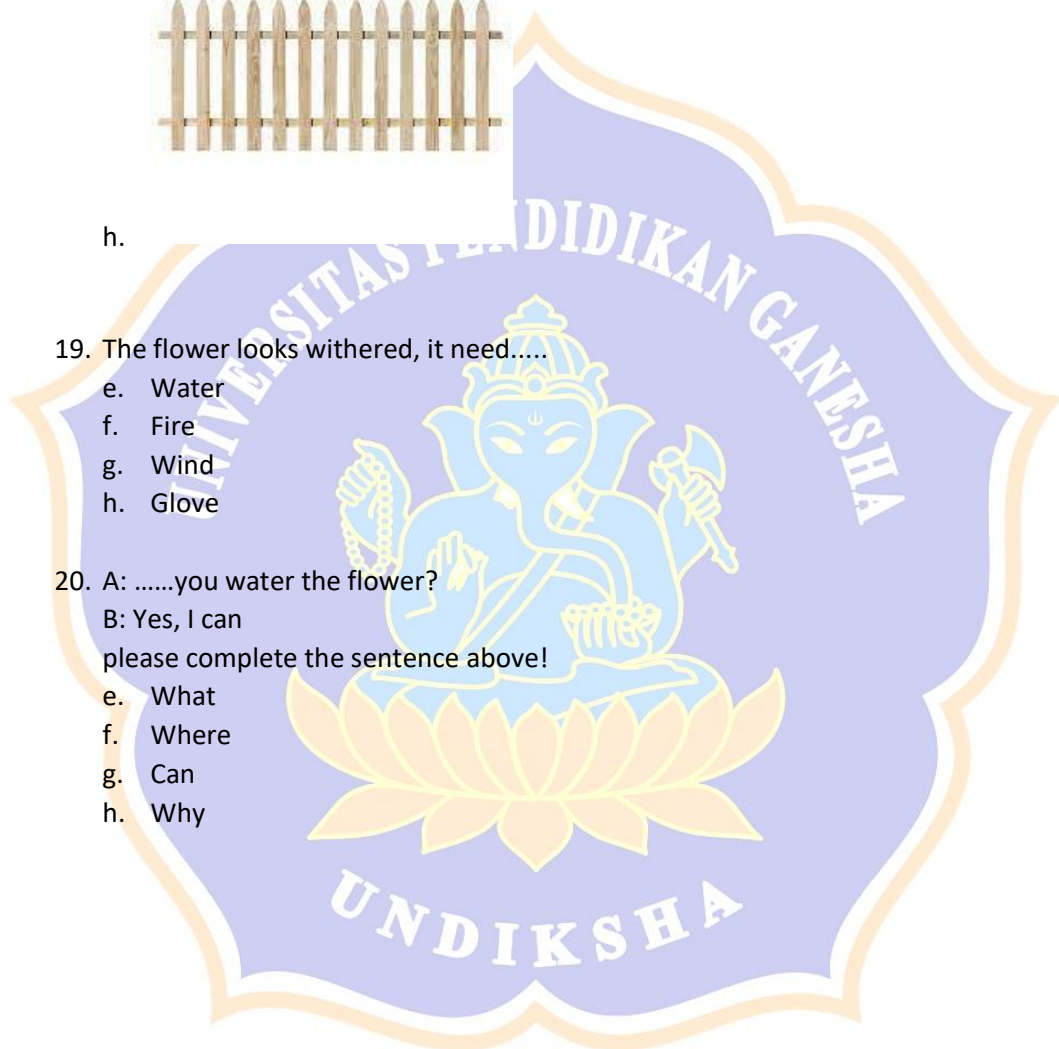 h.
UNIVERSITAS PENDIDIKAN GANESHA
19. The flower looks withered, it need.....
e. Water
f. Fire
g. Wind
h. Glove
20. A: ......you water the flower?
B: Yes, I can
please complete the sentence above!
e. What
f. Where
g. Can
h. Why
UNDIKSHA